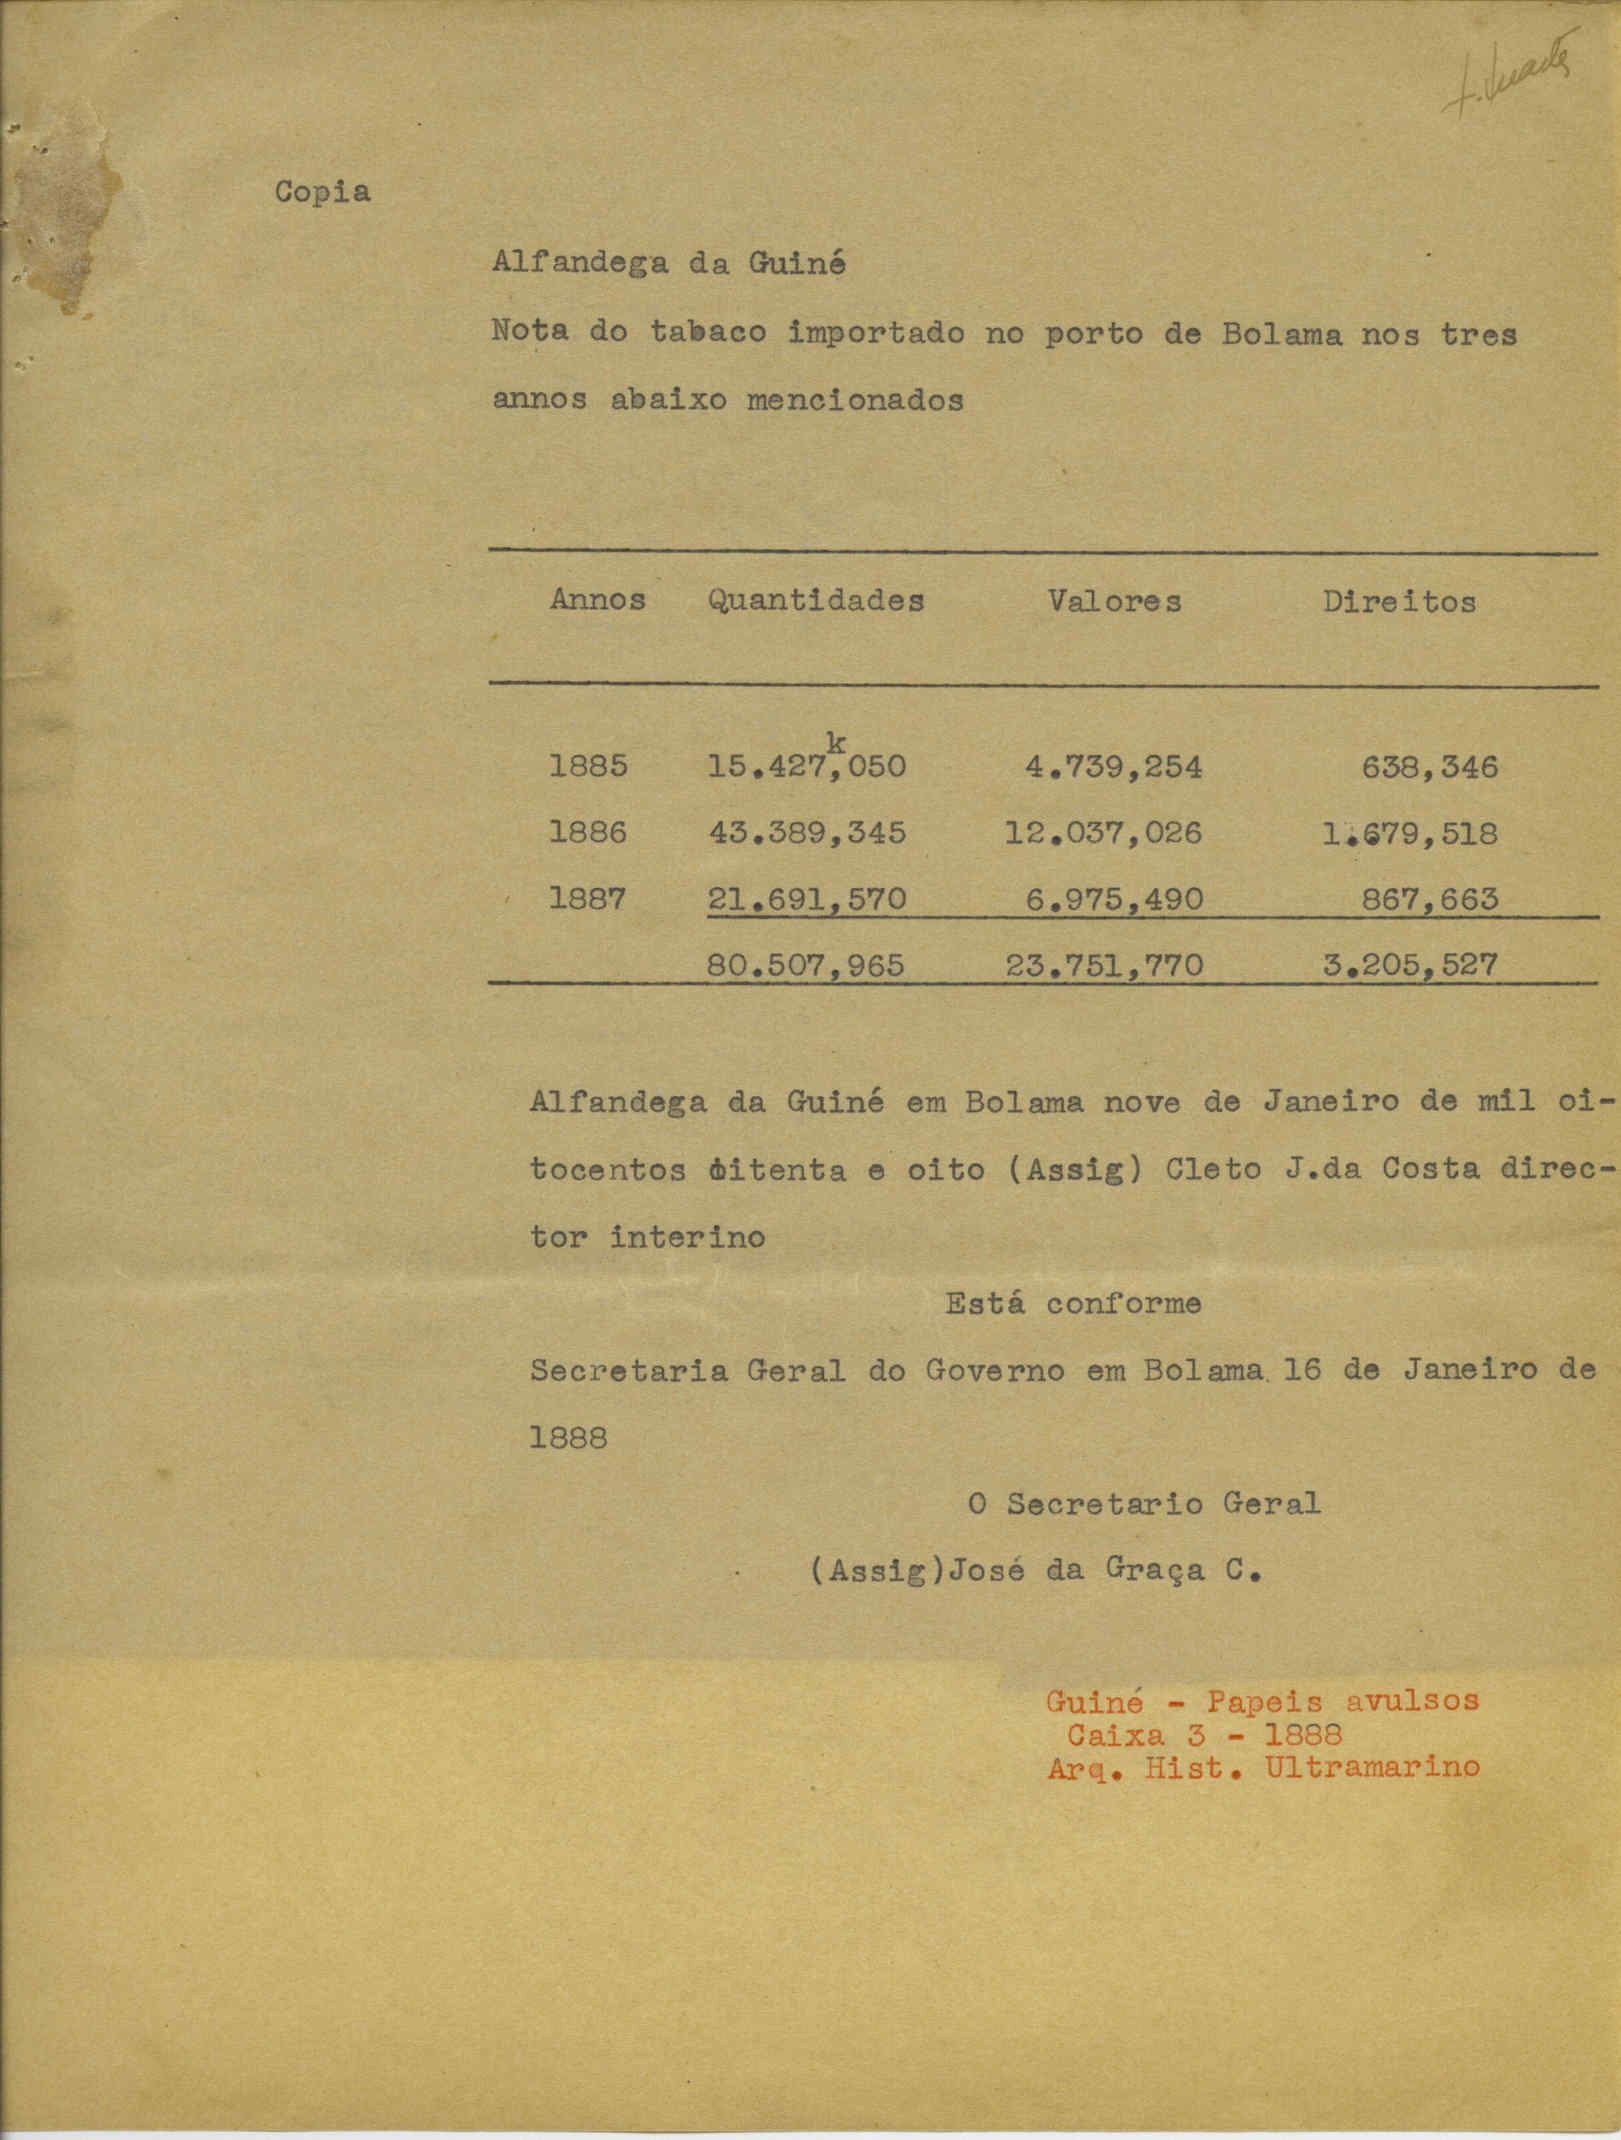 Copia
Alfandega da Guiné
Nota do tabaco importado no porto de Bolama nos tres
annos abaixo mencionados
Annos Quantidades Valores Direitos
k
1885 15.427,050 4.739,254 638,346
1886 43.389,345 12.037,026 1.679,518
1887 21.691,570 6.975,490 867,663
80.507,965 23.751,770 3.205,527
Alfandega da Guiné em Bolama nove de Janeiro de mil oi-
tocentos oitenta e oito (Assig) Cleto J.da Costa direc-
tor interino
Está conforme
Secretaria Geral do Governo em Bolama 16 de Janeiro de
1888
O Secretario Geral
(Assig)José da Graça C.
Guiné - Papeis avulsos
Caixa 3 - 1888
Arq. Hist. Ultramarino